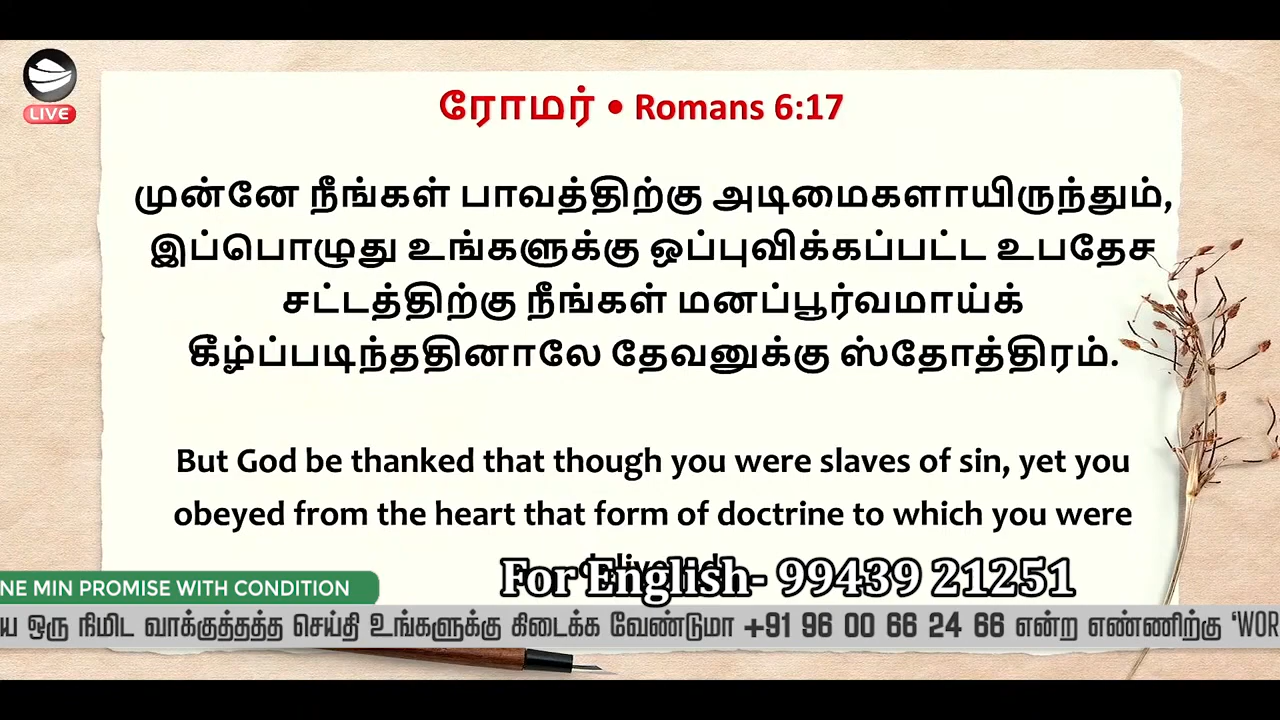 LIVE
ரோமர் • Romans 6:17
முன்னே நீங்கள் பாவத்திற்கு அடிமைகளாயிருந்தும்,
இப்பொழுது உங்களுக்கு ஒப்புவிக்கப்பட்ட உபதேச
சட்டத்திற்கு நீங்கள் மனப்பூர்வமாய்க்
கீழ்ப்படிந்ததினாலே தேவனுக்கு ஸ்தோத்திரம்.
But God be thanked that though you were slaves of sin, yet you
obeyed from the heart that form of doctrine to which you were
For English- 99439 21251
NE MIN PROMISE WITH CONDITION
ய ஒரு நிமிட வாக்குத்தத்த செய்தி உங்களுக்கு கிடைக்க வேண்டுமா +91 96 00 66 24 66 என்ற எண்ணிற்கு ‘WOR